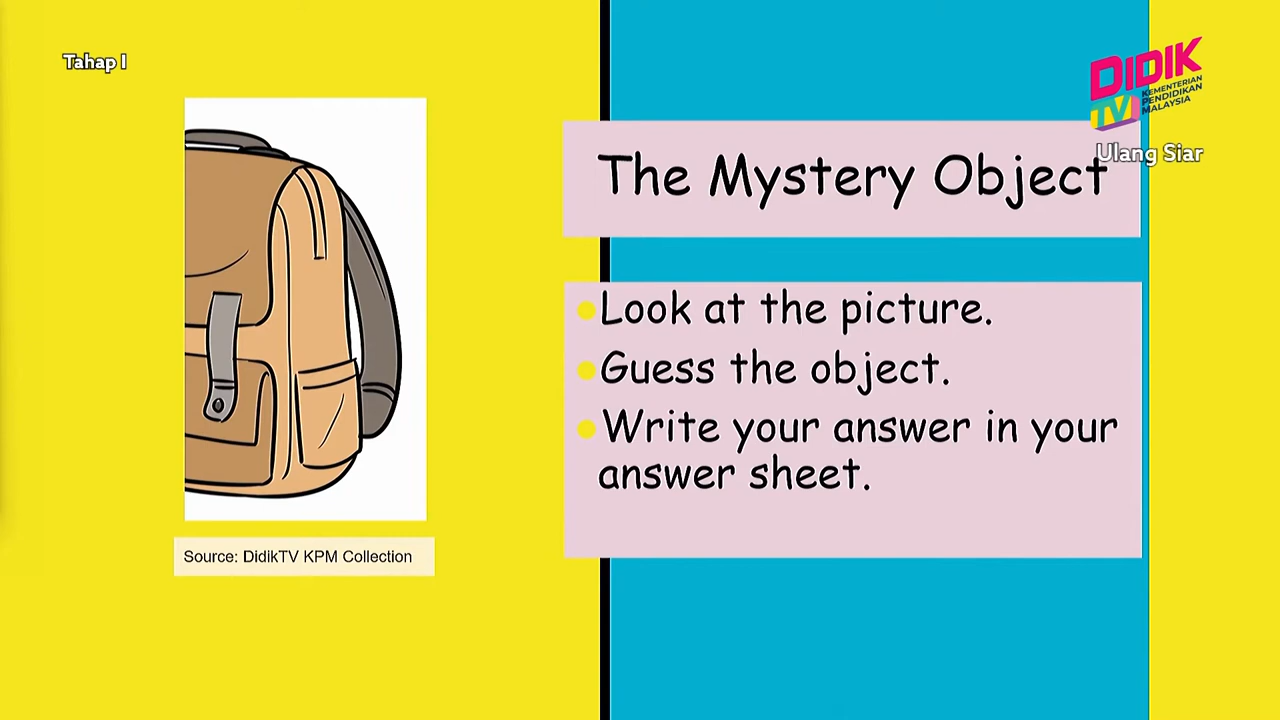 Tahap I
DIDIK
TV
KEMENTERIAN
PENDIDIKAN
MALAYSIA
Ulang Siar
The Mystery Object
Look at the picture.
Guess the object.
Write your answer in your
answer sheet.
Source: DidikTV KPM Collection